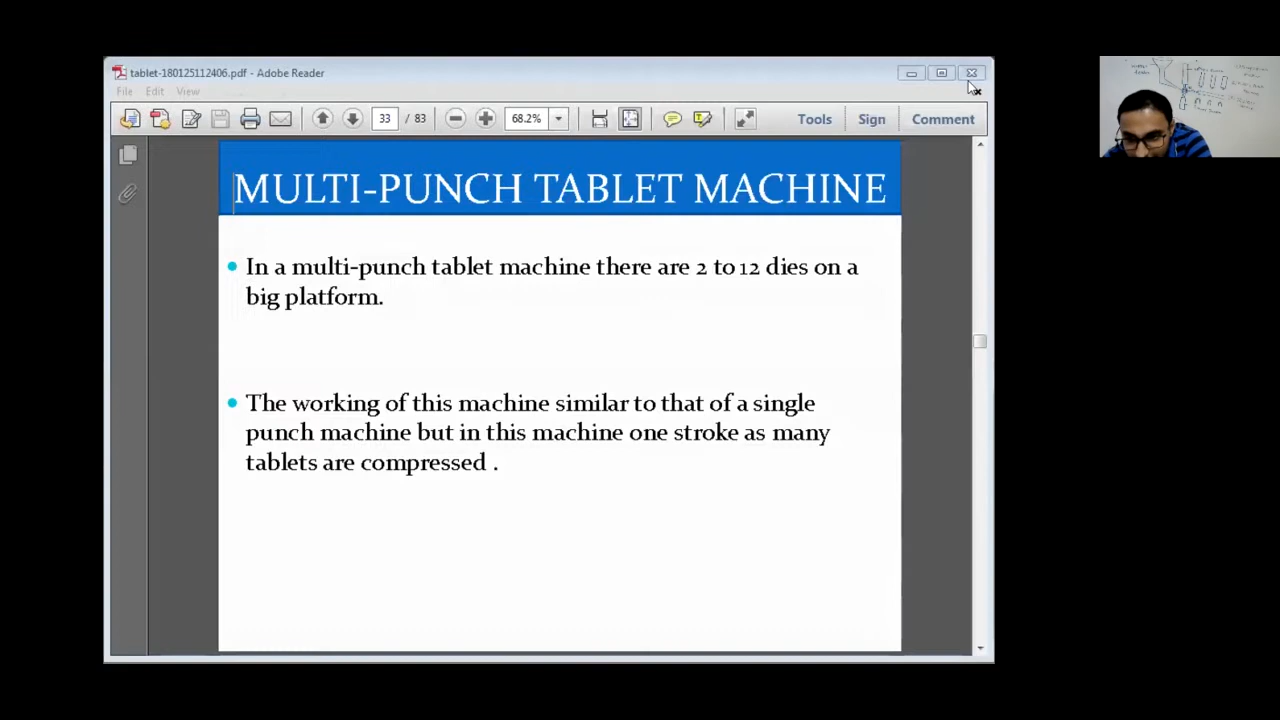 tablet-180125112406.pdf - Adobe Reader
File Edit View
33 / 83 68.2% Tools Sign Comment
MULTI-PUNCH TABLET MACHINE
In a multi-punch tablet machine there are 2 to 12 dies on a
big platform.
The working of this machine similar to that of a single
punch machine but in this machine one stroke as many
tablets are compressed .